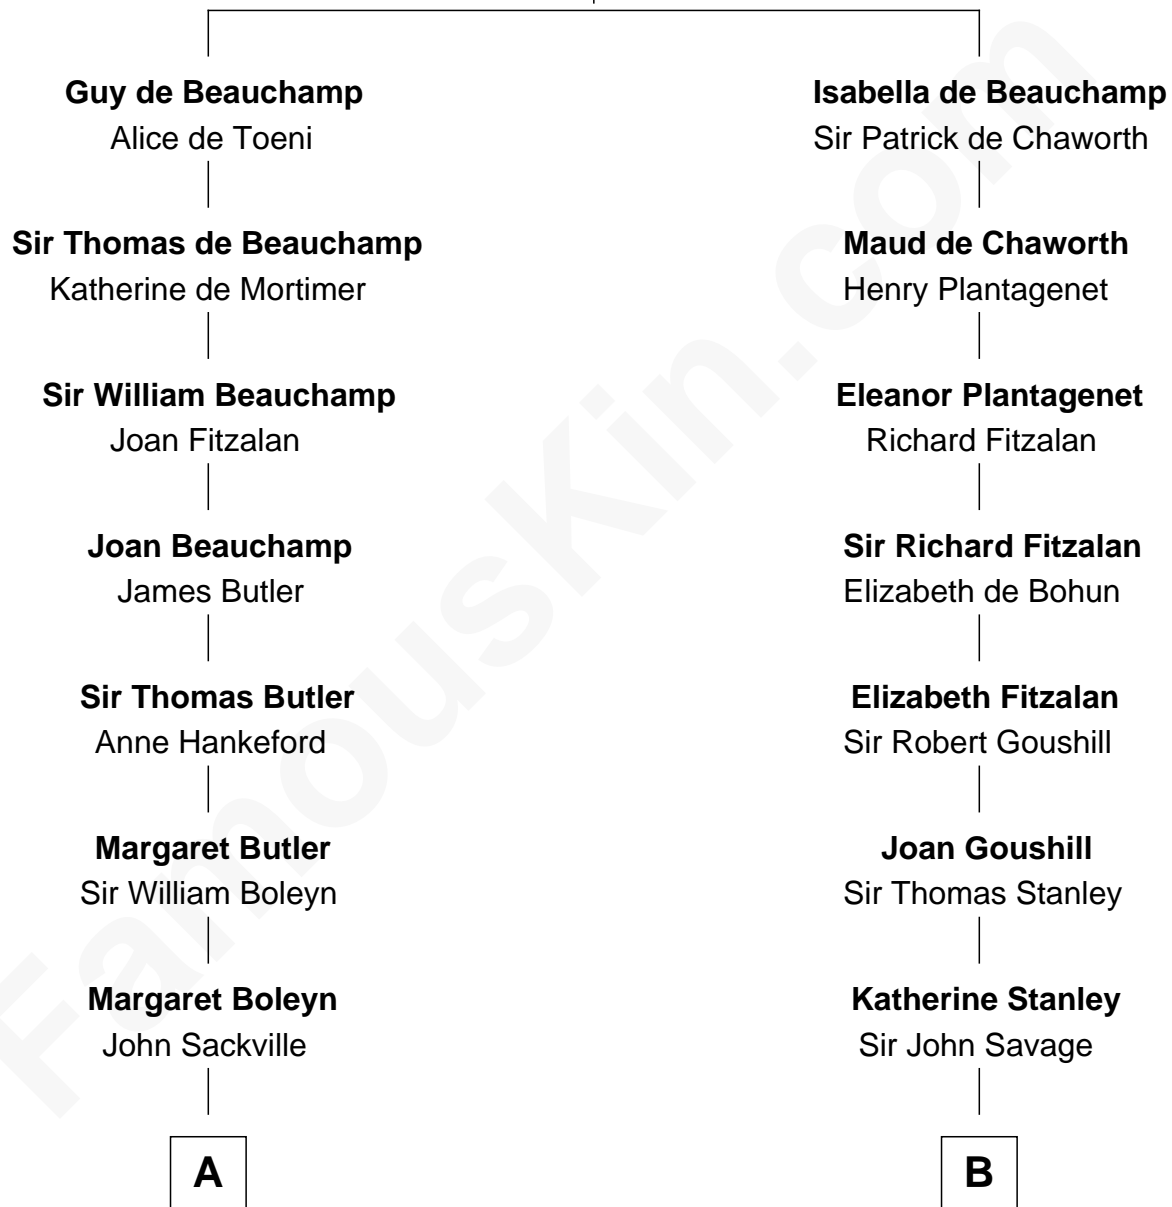 Guy de Beauchamp
Alice de Toeni
Isabella de Beauchamp
Sir Patrick de Chaworth
Sir Thomas de Beauchamp
Katherine de Mortimer
Maud de Chaworth
Henry Plantagenet
Sir William Beauchamp
Joan Fitzalan
Eleanor Plantagenet
Richard Fitzalan
Joan Beauchamp
James Butler
Sir Richard Fitzalan
Elizabeth de Bohun
Sir Thomas Butler
Anne Hankeford
Elizabeth Fitzalan
Sir Robert Goushill
Margaret Butler
Sir William Boleyn
Joan Goushill
Sir Thomas Stanley
Margaret Boleyn
John Sackville
Katherine Stanley
Sir John Savage
A
B
FamousKin.com